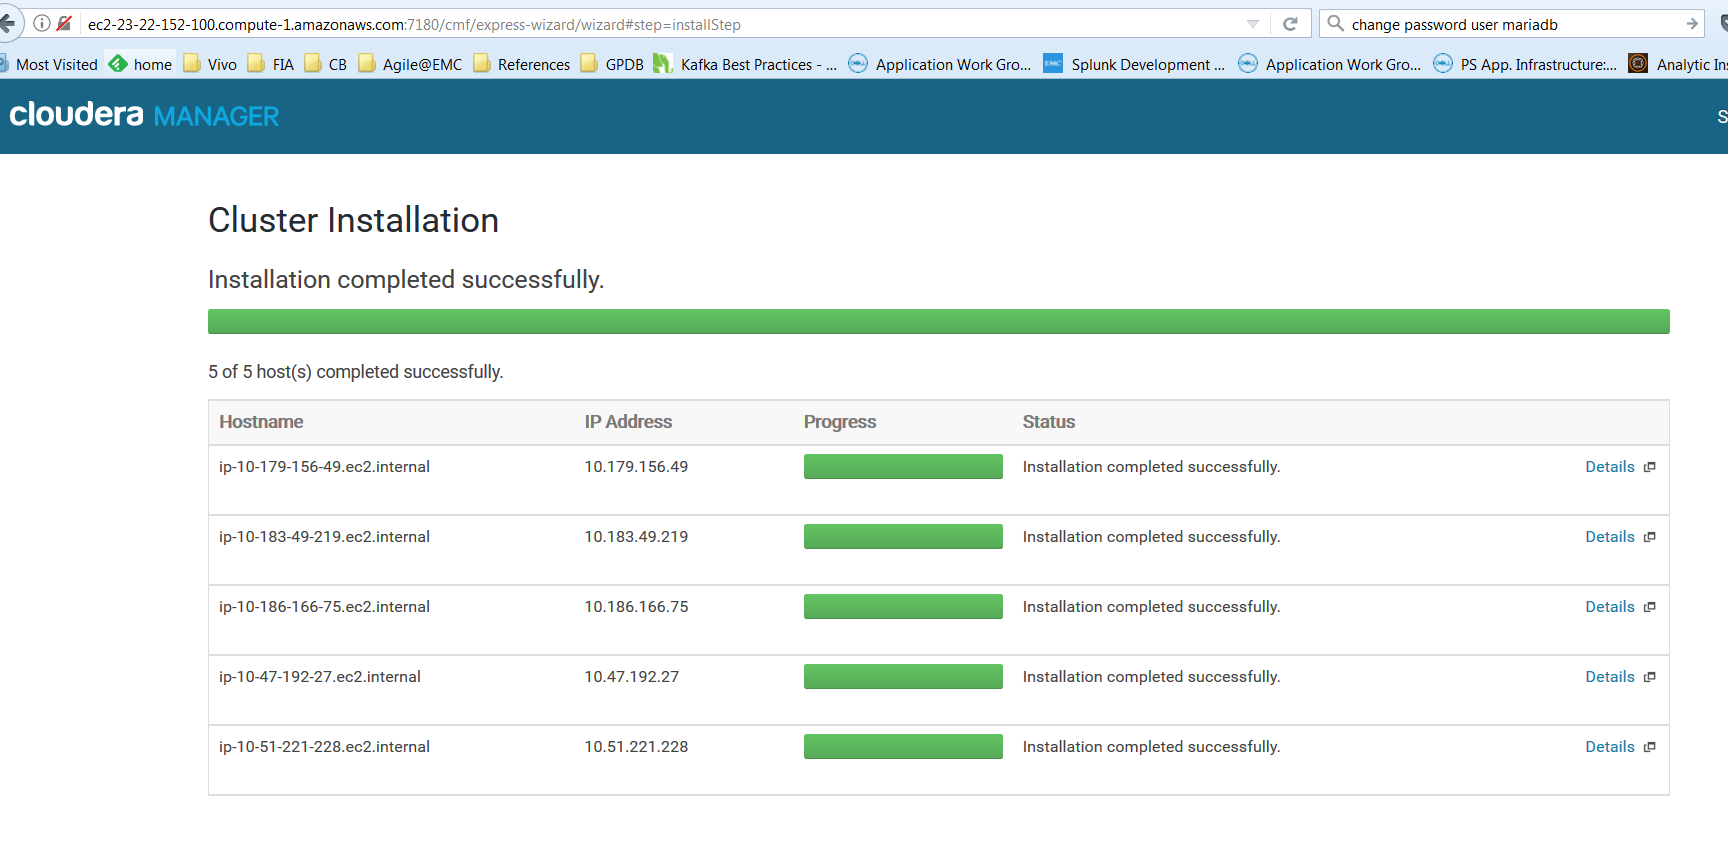 ec2-23-22-152-100.compute-1.amazonaws.com:7180/cmf/express-wizard/wizard#step=installStep change password user mariadb
Most Visited home Vivo FIA CB Agile@EMC References GPDB Kafka Best Practices - ... Application Work Gro... EMC Splunk Development ... Application Work Gro... PS App. Infrastructure:... Analytic Ins
cloudera MANAGER S
Cluster Installation
Installation completed successfully.
5 of 5 host(s) completed successfully.
Hostname IP Address Progress Status
ip-10-179-156-49.ec2.internal 10.179.156.49 Installation completed successfully. Details
ip-10-183-49-219.ec2.internal 10.183.49.219 Installation completed successfully. Details
ip-10-186-166-75.ec2.internal 10.186.166.75 Installation completed successfully. Details
ip-10-47-192-27.ec2.internal 10.47.192.27 Installation completed successfully. Details
ip-10-51-221-228.ec2.internal 10.51.221.228 Installation completed successfully. Details